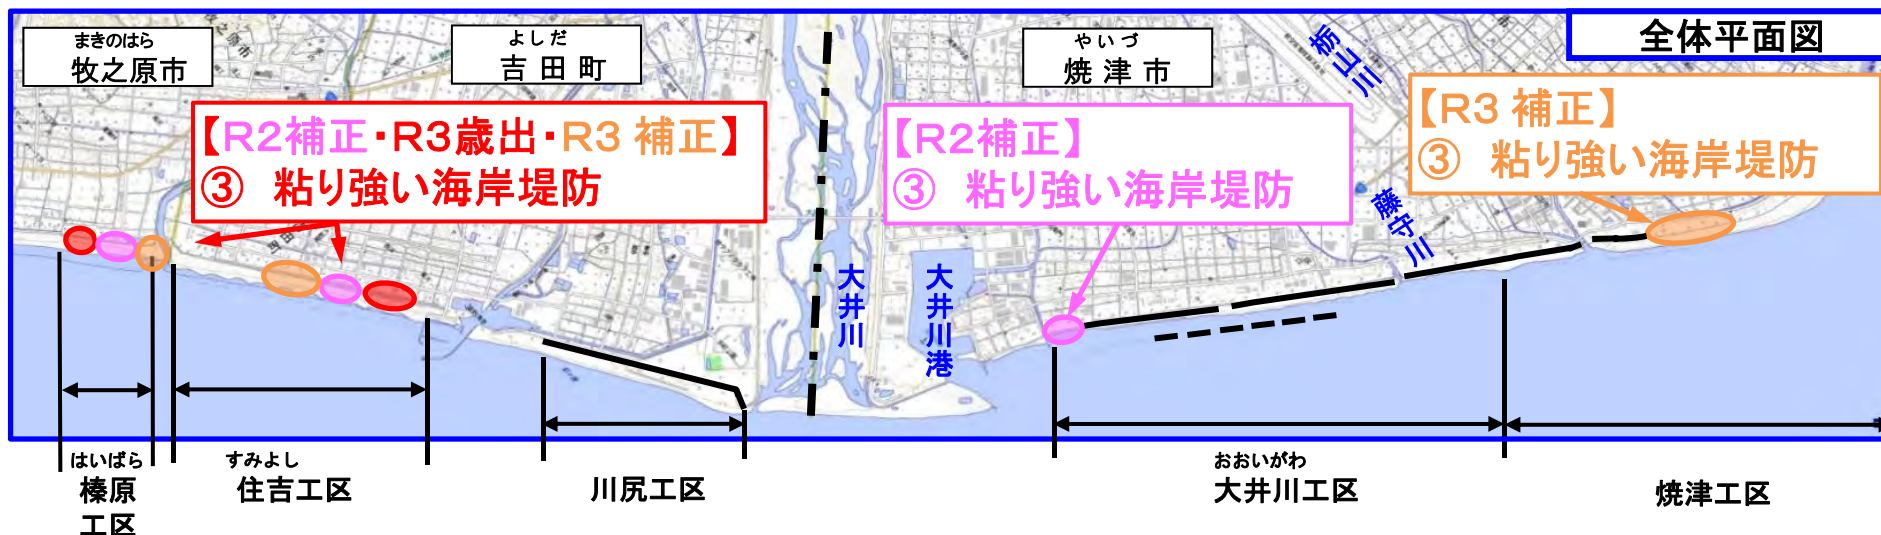 全体平面図
まきのはら
牧之原市
よしだ
吉田町
やいづ
焼津市
栃山川
【R2補正・R3歳出・R3 補正】
③ 粘り強い海岸堤防
【R2補正】
③ 粘り強い海岸堤防
【R3 補正】
③ 粘り強い海岸堤防
藤守川
大井川
大井川港
はいばら
榛原
工区
すみよし
住吉工区
川尻工区
おおいがわ
大井川工区
焼津工区